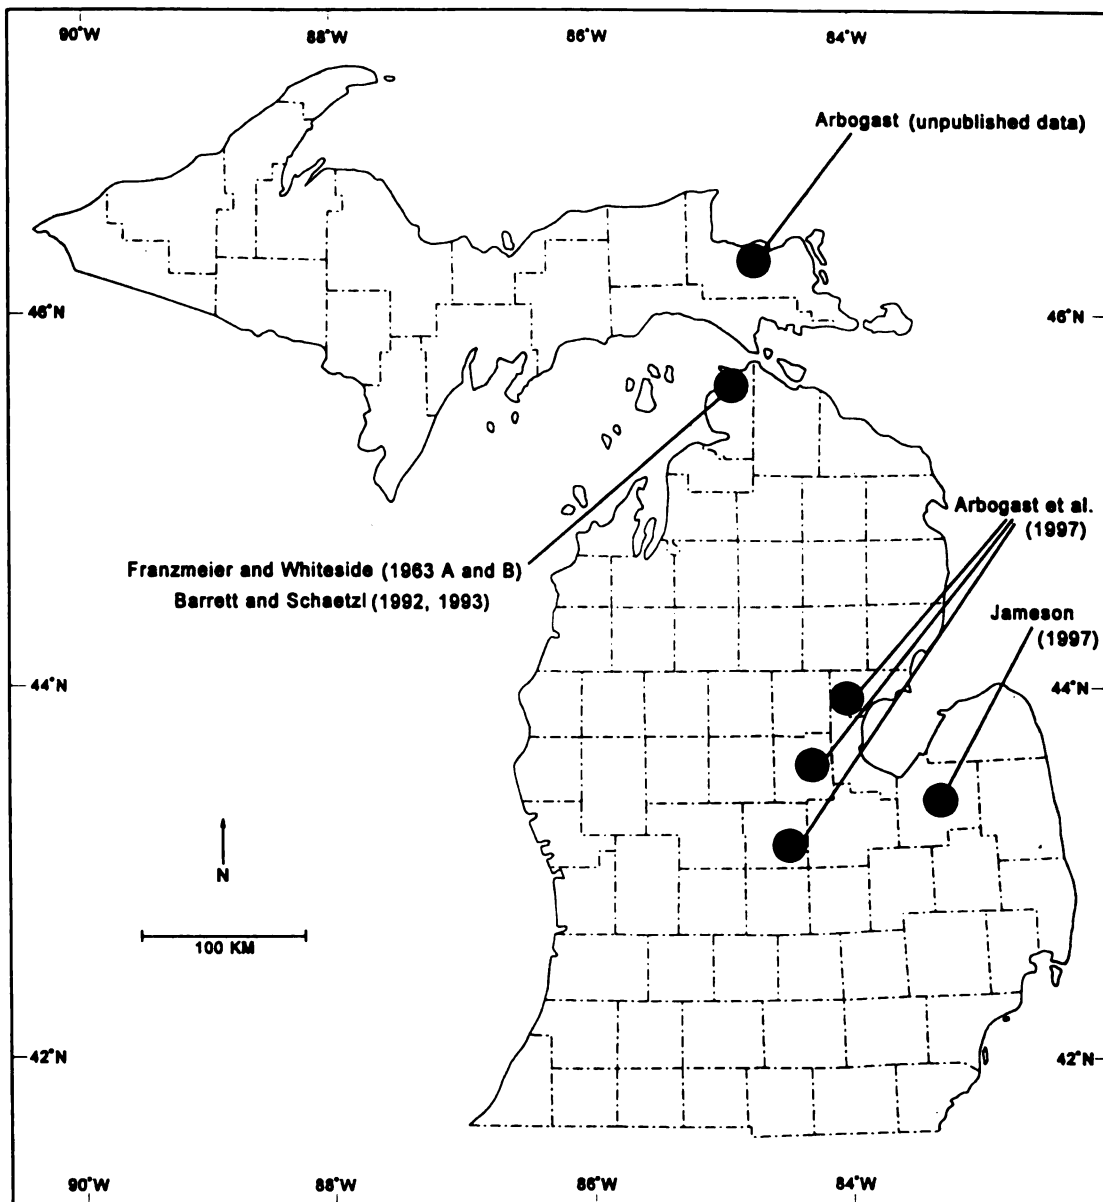 90°W 88°W 86°W 84°W
Arbogast (unpublished data)
46°N 46°N
Arbogast et al.
(1997)
Franzmeier and Whiteside (1963 A and B)
Barrett and Schaetzl (1992, 1993)
Jameson
(1997)
44°N 44°N
N
100 KM
42°N 42°N
90°W 88°W 86°W 84°W